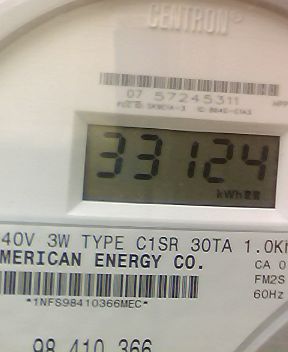 CENTRON®
07 57245311
33124
kWh
40V 3W TYPE C1SR 30TA 1.0K
MERICAN ENERGY CO.
CA 0
FM2S
60Hz
*1NFS98410366MEC*
98 410 366